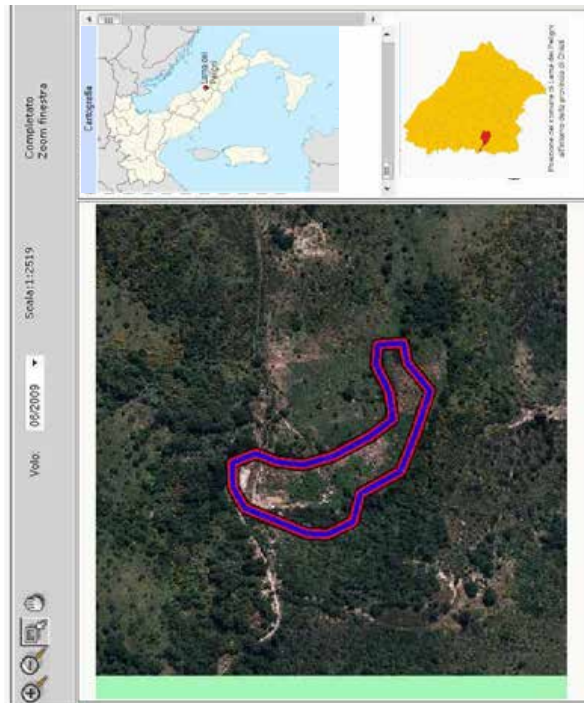 Volo: 06/2009 Scala:1:2519 Completato
Zoom finestra
Cartografia
Lama dei
Peligni
Posizione del comune di Lama dei Peligni
all'interno della provincia di Chieti